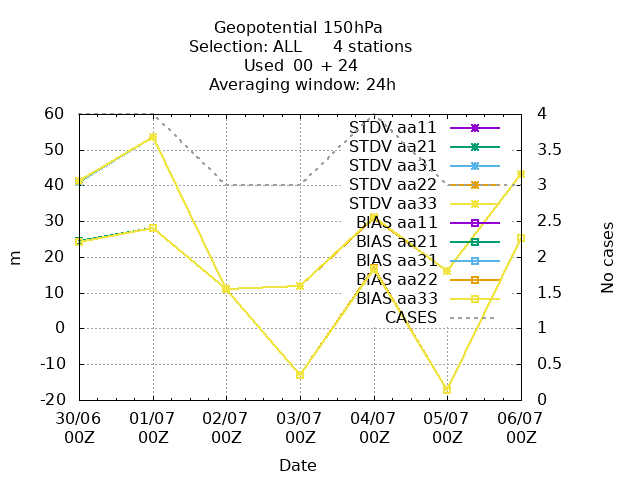 Geopotential 150hPa
Selection: ALL 4 stations
Used 00 + 24
Averaging window: 24h
60 4
STDV aa11
STDV aa21
50 3.5
STDV aa31
40 3
STDV aa22
STDV aa33
30 2.5
BIAS aa11
BIAS aa21
20 2
BIAS aa31
BIAS aa22
10 1.5
BIAS aa33
CASES
0 1
-10 0.5
-20 0
m
No cases
30/06 01/07 02/07 03/07 04/07 05/07 06/07
00Z 00Z 00Z 00Z 00Z 00Z 00Z
Date